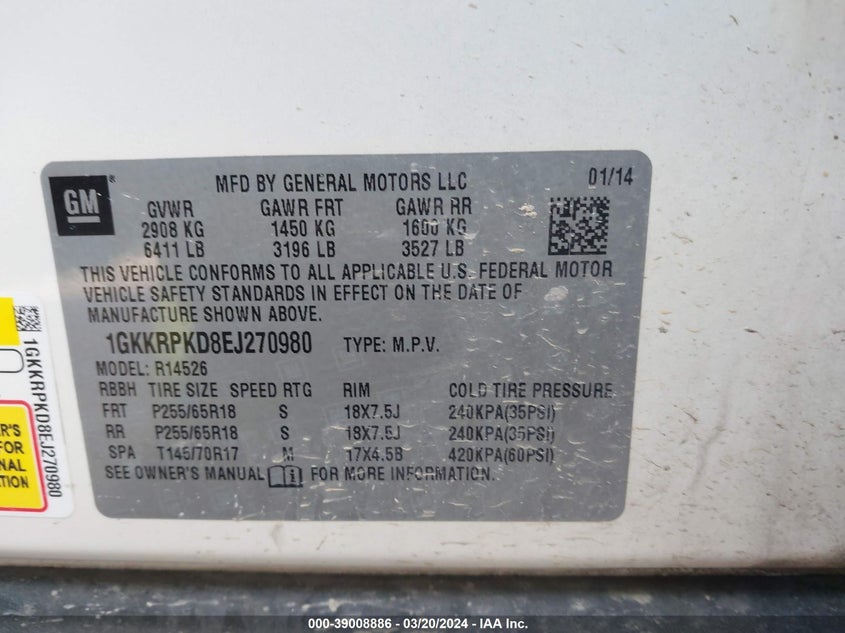 GM ®
MFD BY GENERAL MOTORS LLC 01/14
GVWR GAWR FRT GAWR RR
2908 KG 1450 KG 1600 KG
6411 LB 3196 LB 3527 LB
THIS VEHICLE CONFORMS TO ALL APPLICABLE U.S. FEDERAL MOTOR
VEHICLE SAFETY STANDARDS IN EFFECT ON THE DATE OF
MANUFACTURE SHOWN ABOVE.
1GKKRPKD8EJ270980 TYPE: M.P.V.
MODEL: R14526
RBBH TIRE SIZE SPEED RTG RIM COLD TIRE PRESSURE
FRT P255/65R18 S 18X7.5J 240KPA(35PSI)
RR P255/65R18 S 18X7.5J 240KPA(35PSI)
SPA T145/70R17 M 17X4.5B 420KPA(60PSI)
SEE OWNER'S MANUAL i FOR MORE INFORMATION.
1GKKRPKD8EJ270980
ER'S
FOR
NAL
ATION
000-39008886 — 03/20/2024 — IAA Inc.